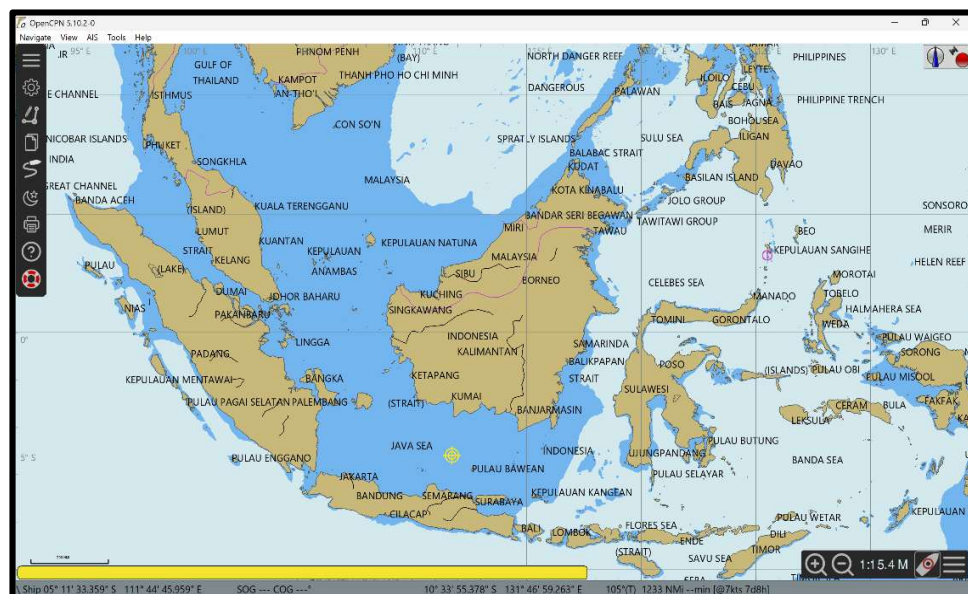 OpenCPN 5.10.2-0
Navigate View AIS Tools Help
JR
95° E
100° E
110° E
115° E
130° E
GULF OF
THAILAND
PHNOM PENH
KAMPOT
AN-THO'I
THANH PHO HO CHI MINH
(BAY)
NORTH DANGER REEF
DANGEROUS
PALAWAN
ILOILO
LEYTE
CEBU
PHILIPPINES
PHILIPPINE TRENCH
E CHANNEL
ISTHMUS
CON SO'N
SPRATLY ISLANDS
SULU SEA
BAIS
BOHOUSEA
ILIGAN
NICOBAR ISLANDS
INDIA
PHUKET
SONGKHLA
BALABAC STRAIT
KUDAT
DAVAO
GREAT CHANNEL
BANDA ACEH
MALAYSIA
KOTA KINABALU
BASILAN ISLAND
JOLO GROUP
SONSORO
(ISLAND)
KUALA TERENGGANU
BANDAR SERI BEGAWAN
TAWITAWI GROUP
LUMUT
KUANTAN
KEPULAUAN NATUNA
MIRI
TAWAU
BEO
MERIR
STRAIT
KELANG
KEPULAUAN
ANAMBAS
MALAYSIA
KEPULAUAN SANGIHE
HELEN REEF
PULAU
(LAKE)
SIBU
BORNEO
CELEBES SEA
MOROTAI
DUMAI
JOHOR BAHARU
KUCHING
MANADO
TOBELO
NIAS
PAKANBARU
SINGKAWANG
HALMAHERA SEA
TOMINI
GORONTALO
WEDA
0°
LINGGA
INDONESIA
KALIMANTAN
SAMARINDA
PULAU WAIGEO
SORONG
PADANG
BALIKPAPAN
POSO
(ISLANDS)
PULAU OBI
PULAU MISOOL
KEPULAUAN MENTAWAI
BANGKA
KETAPANG
STRAIT
SULAWESI
PULAU PAGAI SELATAN
PALEMBANG
(STRAIT)
KUMAI
BANJARMASIN
CERAM
BULA
FAKFAK
LEKSULA
JAVA SEA
INDONESIA
PULAU BUTUNG
5° S
PULAU ENGGANO
UJUNGPANDANG
BANDA SEA
PULAU BAWEAN
PULAU SELAYAR
JAKARTA
BANDUNG
SEMARANG
SURABAYA
KEPULAUAN KANGEAN
CILACAP
KEPULAUAN
PULAU WETAR
BALI
LOMBOK
FLORES SEA
ENDE
DILI
TIMOR
(STRAIT)
SAVU SEA
1:15.4 M
Ship 05° 11' 33.359" S 111° 44' 45.959" E SOG --- COG ---° 10° 33' 55.378" S 131° 46' 59.263" E 105°(T) 1233 NMi --min [@7kts 7d8h]